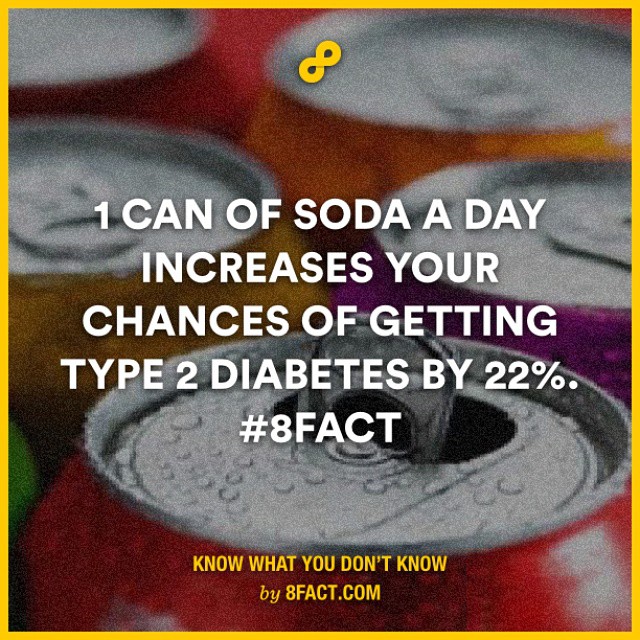 1 CAN OF SODA A DAY
INCREASES YOUR
CHANCES OF GETTING
TYPE 2 DIABETES BY 22%.
#8FACT
KNOW WHAT YOU DON'T KNOW
by 8FACT.COM